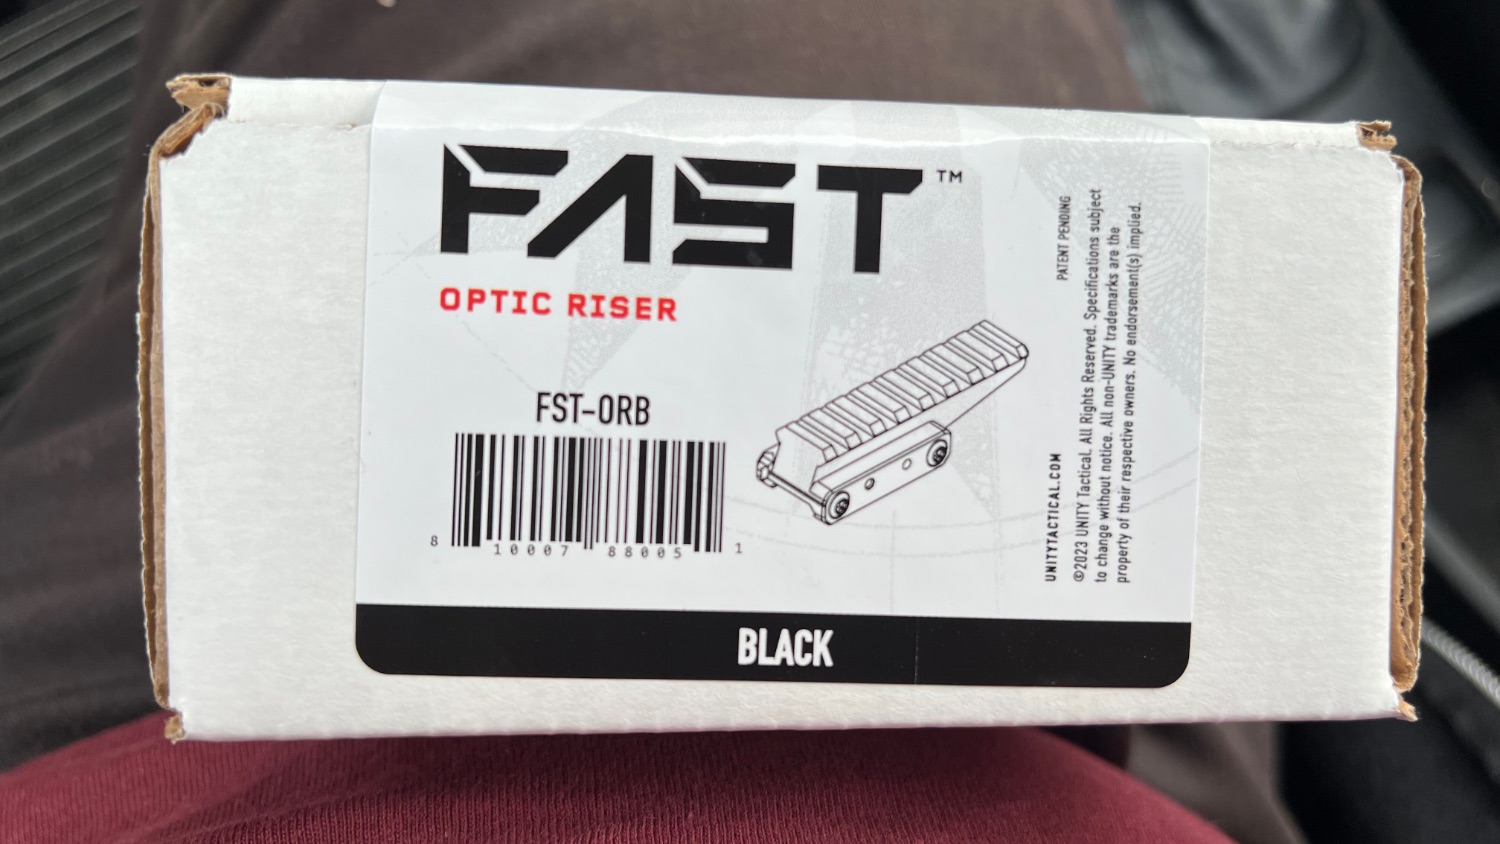 FAST™
OPTIC RISER
FST-ORB
8 10007 88005 1
PATENT PENDING
UNITYTACTICAL.COM
©2023 UNITY Tactical. All Rights Reserved. Specifications subject
to change without notice. All non-UNITY trademarks are the
property of their respective owners. No endorsement(s) implied.
BLACK